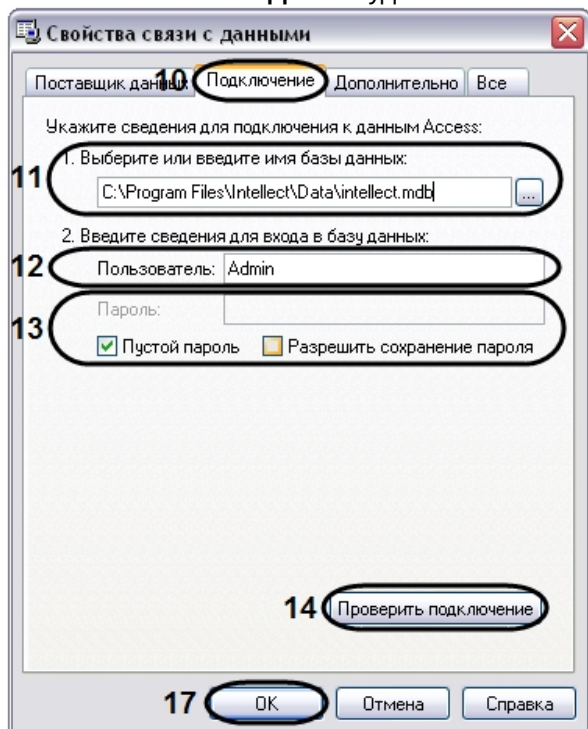 Свойства связи с данными
Поставщик данных 10 Подключение Дополнительно Все
Укажите сведения для подключения к данным Access:
1. Выберите или введите имя базы данных:
11
C:\Program Files\Intellect\Data\intellect.mdb ...
2. Введите сведения для входа в базу данных:
12 Пользователь: Admin
Пароль:
13
Пустой пароль Разрешить сохранение пароля
14 Проверить подключение
17 OK Отмена Справка